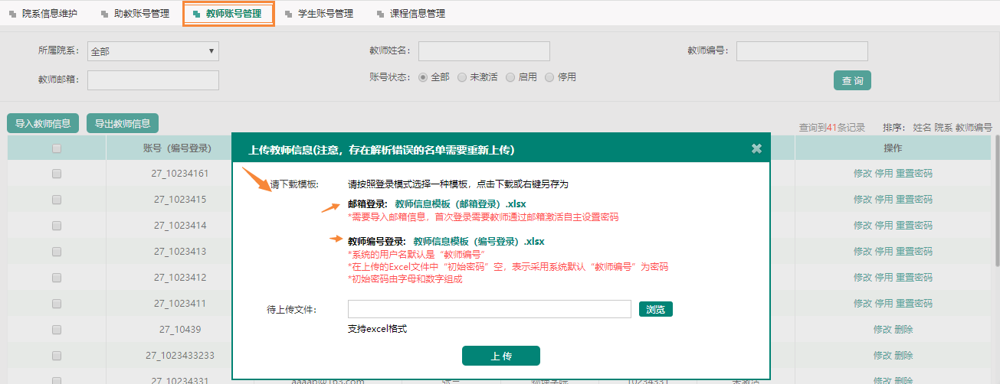 院系信息维护 助教账号管理 教师账号管理 学生账号管理 课程信息管理
所属院系： 全部 教师姓名： 教师编号：
教师邮箱： 账号状态： 全部 未激活 启用 停用 查 询
导入教师信息 导出教师信息 查询到41条记录 排序： 姓名 院系 教师编号
账号（编号登录） 操作
上传教师信息(注意，存在解析错误的名单需要重新上传)
27_10234161 修改 停用 重置密码
请下载模板: 请按照登录模式选择一种模板，点击下载或右键另存为
27_1023415 修改 停用 重置密码
邮箱登录: 教师信息模板（邮箱登录）.xlsx
*需要导入邮箱信息，首次登录需要教师通过邮箱激活自主设置密码
27_1023414 修改 停用 重置密码
教师编号登录: 教师信息模板（编号登录）.xlsx
27_1023413 修改 停用 重置密码
*系统的用户名默认是“教师编号”
*在上传的Excel文件中“初始密码”空，表示采用系统默认“教师编号”为密码
27_1023412 修改 停用 重置密码
*初始密码由字母和数字组成
27_1023411 修改 停用 重置密码
待上传文件: 浏览
支持excel格式
27_10439 修改 删除
27_1023433233 修改 删除
上 传
27_10234331 物理学院 10234331 未激活 修改 删除